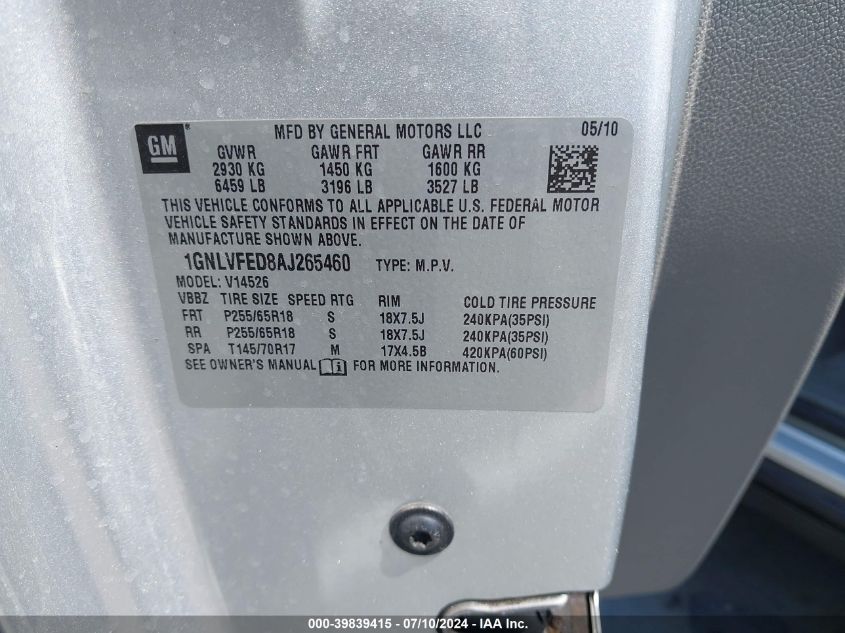 GM®
MFD BY GENERAL MOTORS LLC 05/10
GVWR GAWR FRT GAWR RR
2930 KG 1450 KG 1600 KG
6459 LB 3196 LB 3527 LB
THIS VEHICLE CONFORMS TO ALL APPLICABLE U.S. FEDERAL MOTOR
VEHICLE SAFETY STANDARDS IN EFFECT ON THE DATE OF
MANUFACTURE SHOWN ABOVE.
1GNLVFED8AJ265460 TYPE: M.P.V.
MODEL: V14526
VBBZ TIRE SIZE SPEED RTG RIM COLD TIRE PRESSURE
FRT P255/65R18 S 18X7.5J 240KPA(35PSI)
RR P255/65R18 S 18X7.5J 240KPA(35PSI)
SPA T145/70R17 M 17X4.5B 420KPA(60PSI)
SEE OWNER'S MANUAL i FOR MORE INFORMATION.
000-39839415 - 07/10/2024 - IAA Inc.